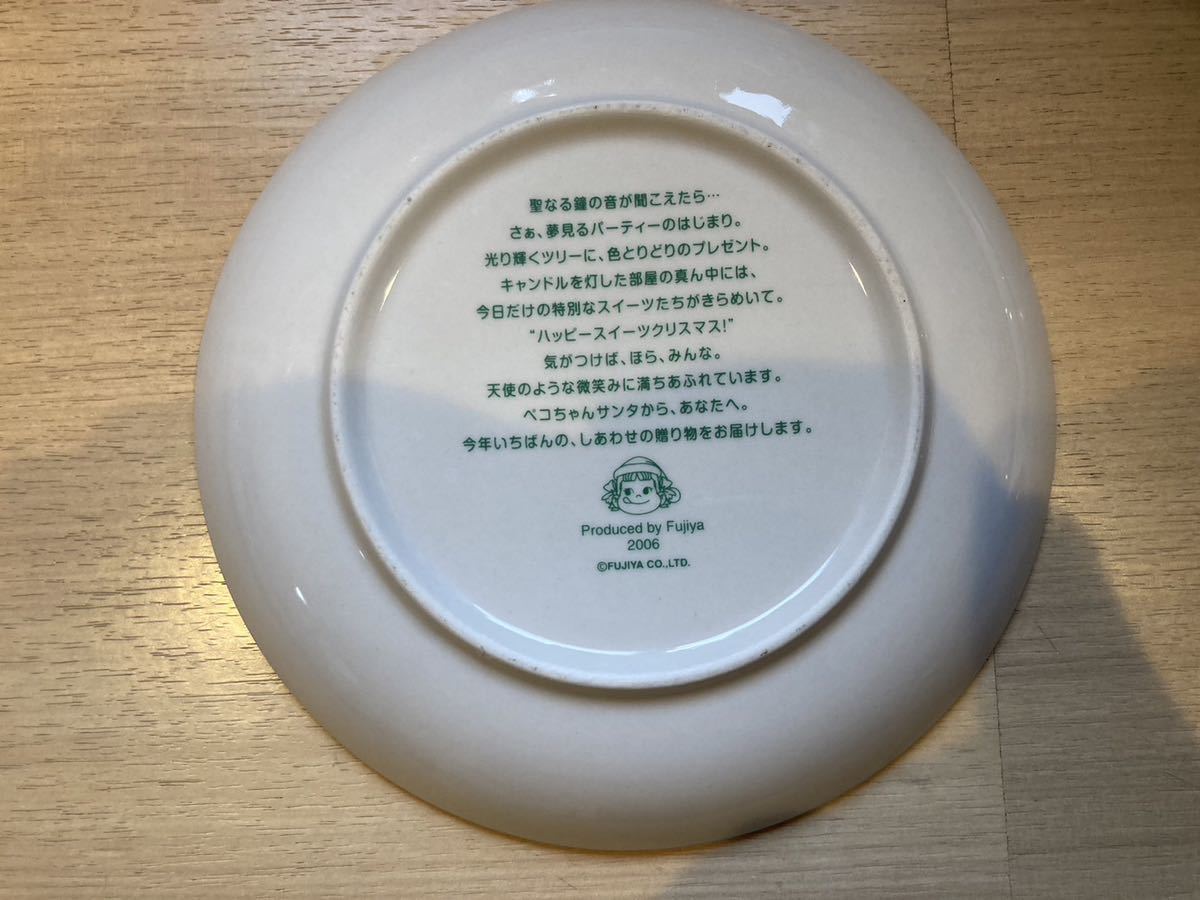 聖なる鐘の音が聞こえたら…
さぁ、夢見るパーティーのはじまり。
光り輝くツリーに、色とりどりのプレゼント。
キャンドルを灯した部屋の真ん中には、
今日だけの特別なスイーツたちがきらめいて。
“ハッピースイーツクリスマス!”
気がつけば、ほら、みんな。
天使のような微笑みに満ちあふれています。
ペコちゃんサンタから、あなたへ。
今年いちばんの、しあわせの贈り物をお届けします。
Produced by Fujiya
2006
©FUJIYA CO.,LTD.